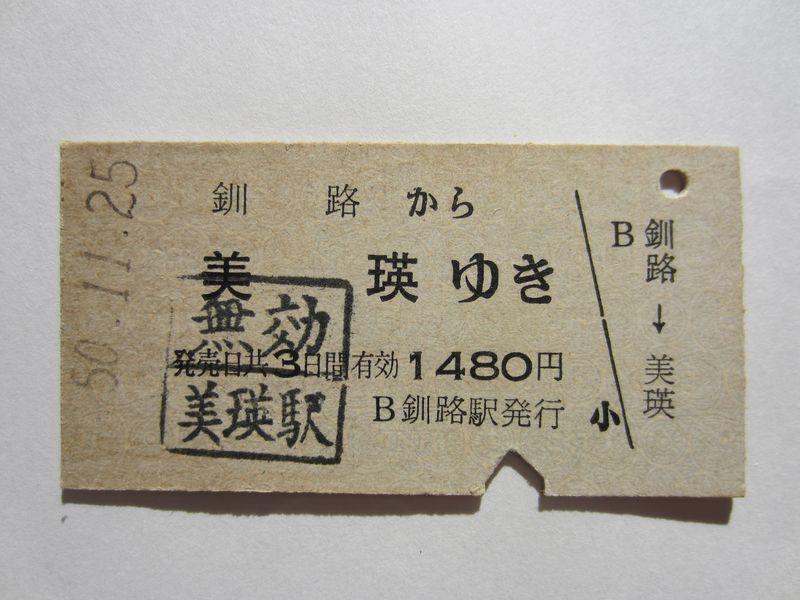 50.11.25
釧路から
美瑛ゆき
発売日共3日間有効1480円
B釧路駅発行
小
B釧路→美瑛
無効
美瑛駅